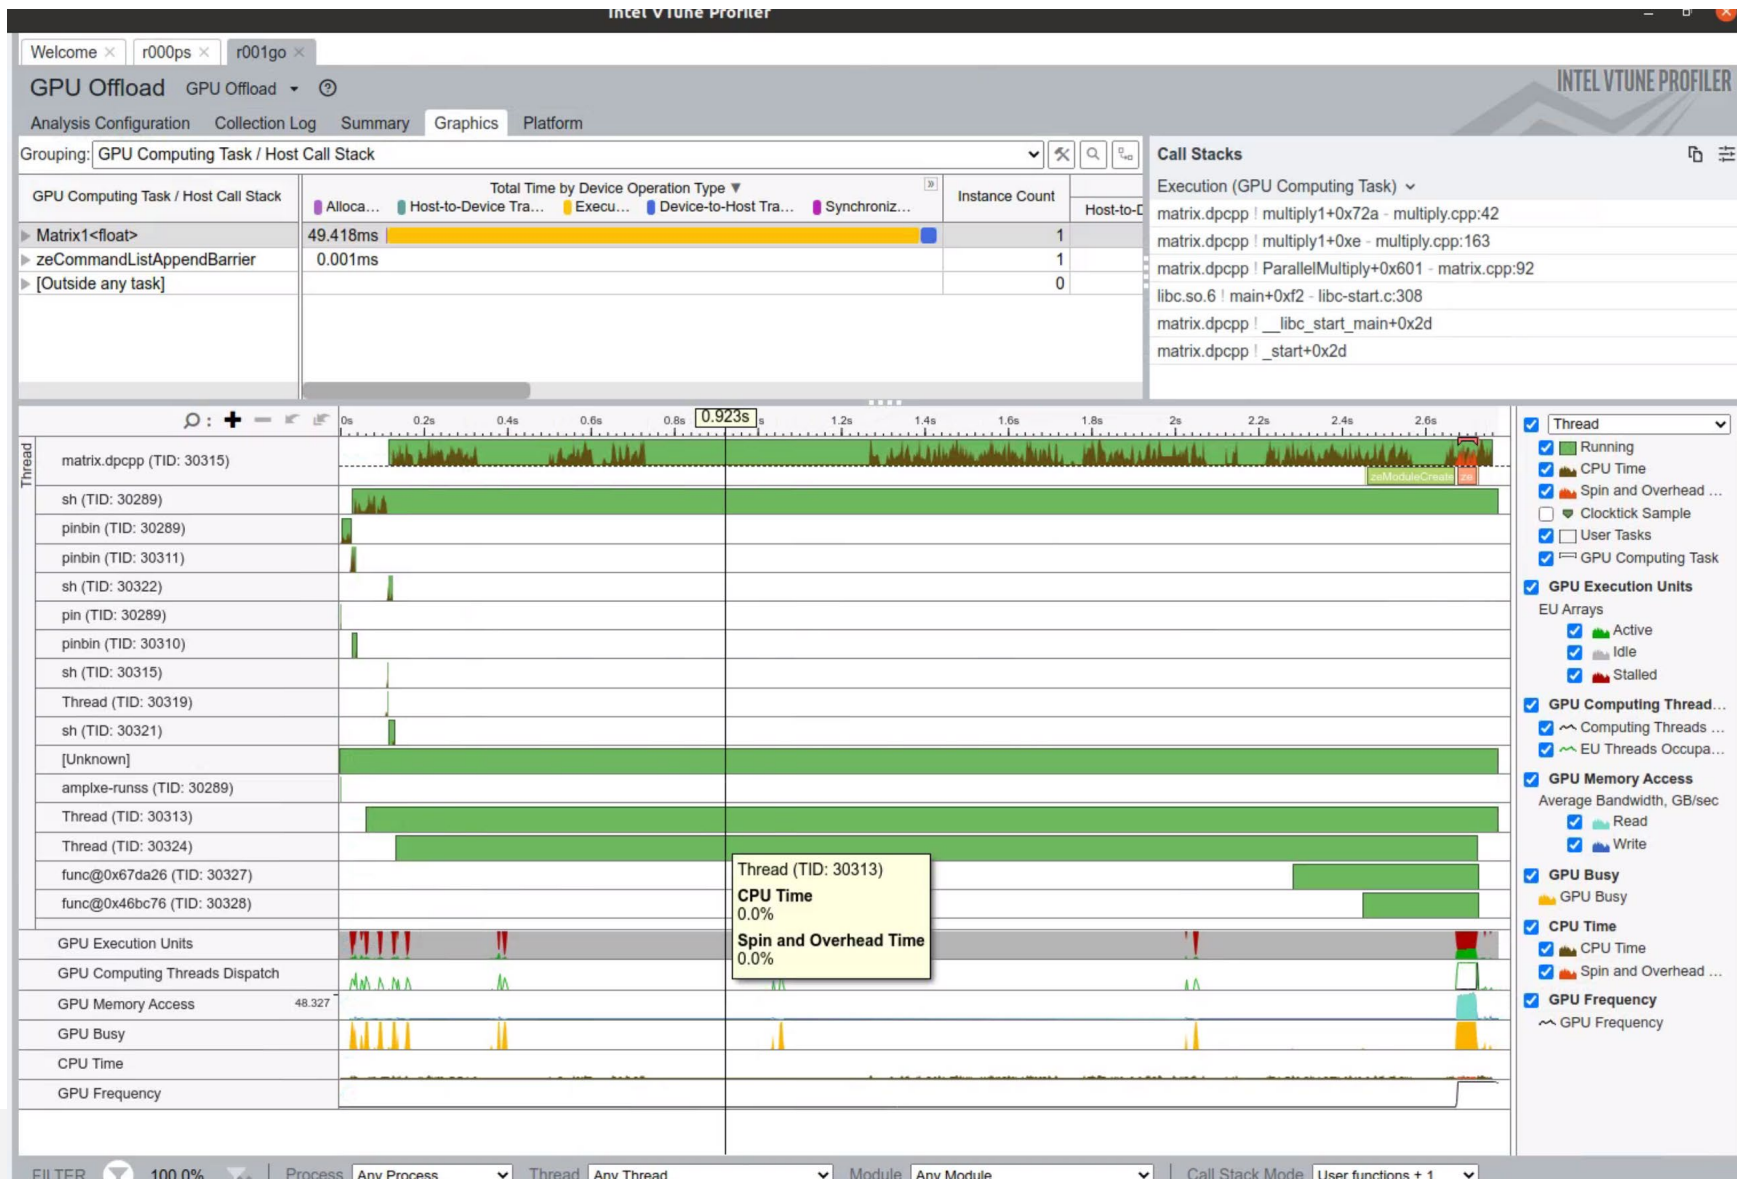 Intel VTune Profiler
Welcome × r000ps × r001go ×
GPU Offload GPU Offload
INTEL VTUNE PROFILER
Analysis Configuration Collection Log Summary Graphics Platform
Grouping: GPU Computing Task / Host Call Stack
GPU Computing Task / Host Call Stack
Total Time by Device Operation Type
Alloca... Host-to-Device Tra... Execu... Device-to-Host Tra... Synchroniz...
Instance Count
Host-to-D
Matrix1<float> 49.418ms 1
zeCommandListAppendBarrier 0.001ms 1
[Outside any task] 0
Call Stacks
Execution (GPU Computing Task)
matrix.dpcpp ! multiply1+0x72a - multiply.cpp:42
matrix.dpcpp ! multiply1+0xe - multiply.cpp:163
matrix.dpcpp ! ParallelMultiply+0x601 - matrix.cpp:92
libc.so.6 ! main+0xf2 - libc-start.c:308
matrix.dpcpp ! __libc_start_main+0x2d
matrix.dpcpp ! _start+0x2d
0s 0.2s 0.4s 0.6s 0.8s 0.923s s 1.2s 1.4s 1.6s 1.8s 2s 2.2s 2.4s 2.6s
Thread
matrix.dpcpp (TID: 30315)
zeModuleCreate ze
sh (TID: 30289)
pinbin (TID: 30289)
pinbin (TID: 30311)
sh (TID: 30322)
pin (TID: 30289)
pinbin (TID: 30310)
sh (TID: 30315)
Thread (TID: 30319)
sh (TID: 30321)
[Unknown]
amplxe-runss (TID: 30289)
Thread (TID: 30313)
Thread (TID: 30324)
func@0x67da26 (TID: 30327)
func@0x46bc76 (TID: 30328)
Thread (TID: 30313)
CPU Time
0.0%
Spin and Overhead Time
0.0%
GPU Execution Units
GPU Computing Threads Dispatch
GPU Memory Access 48.327
GPU Busy
CPU Time
GPU Frequency
Thread
Running
CPU Time
Spin and Overhead ...
Clocktick Sample
User Tasks
GPU Computing Task
GPU Execution Units
EU Arrays
Active
Idle
Stalled
GPU Computing Thread...
Computing Threads ...
EU Threads Occupa...
GPU Memory Access
Average Bandwidth, GB/sec
Read
Write
GPU Busy
GPU Busy
CPU Time
CPU Time
Spin and Overhead ...
GPU Frequency
GPU Frequency
FILTER 100.0% Process Any Process Thread Any Thread Module Any Module Call Stack Mode User functions + 1